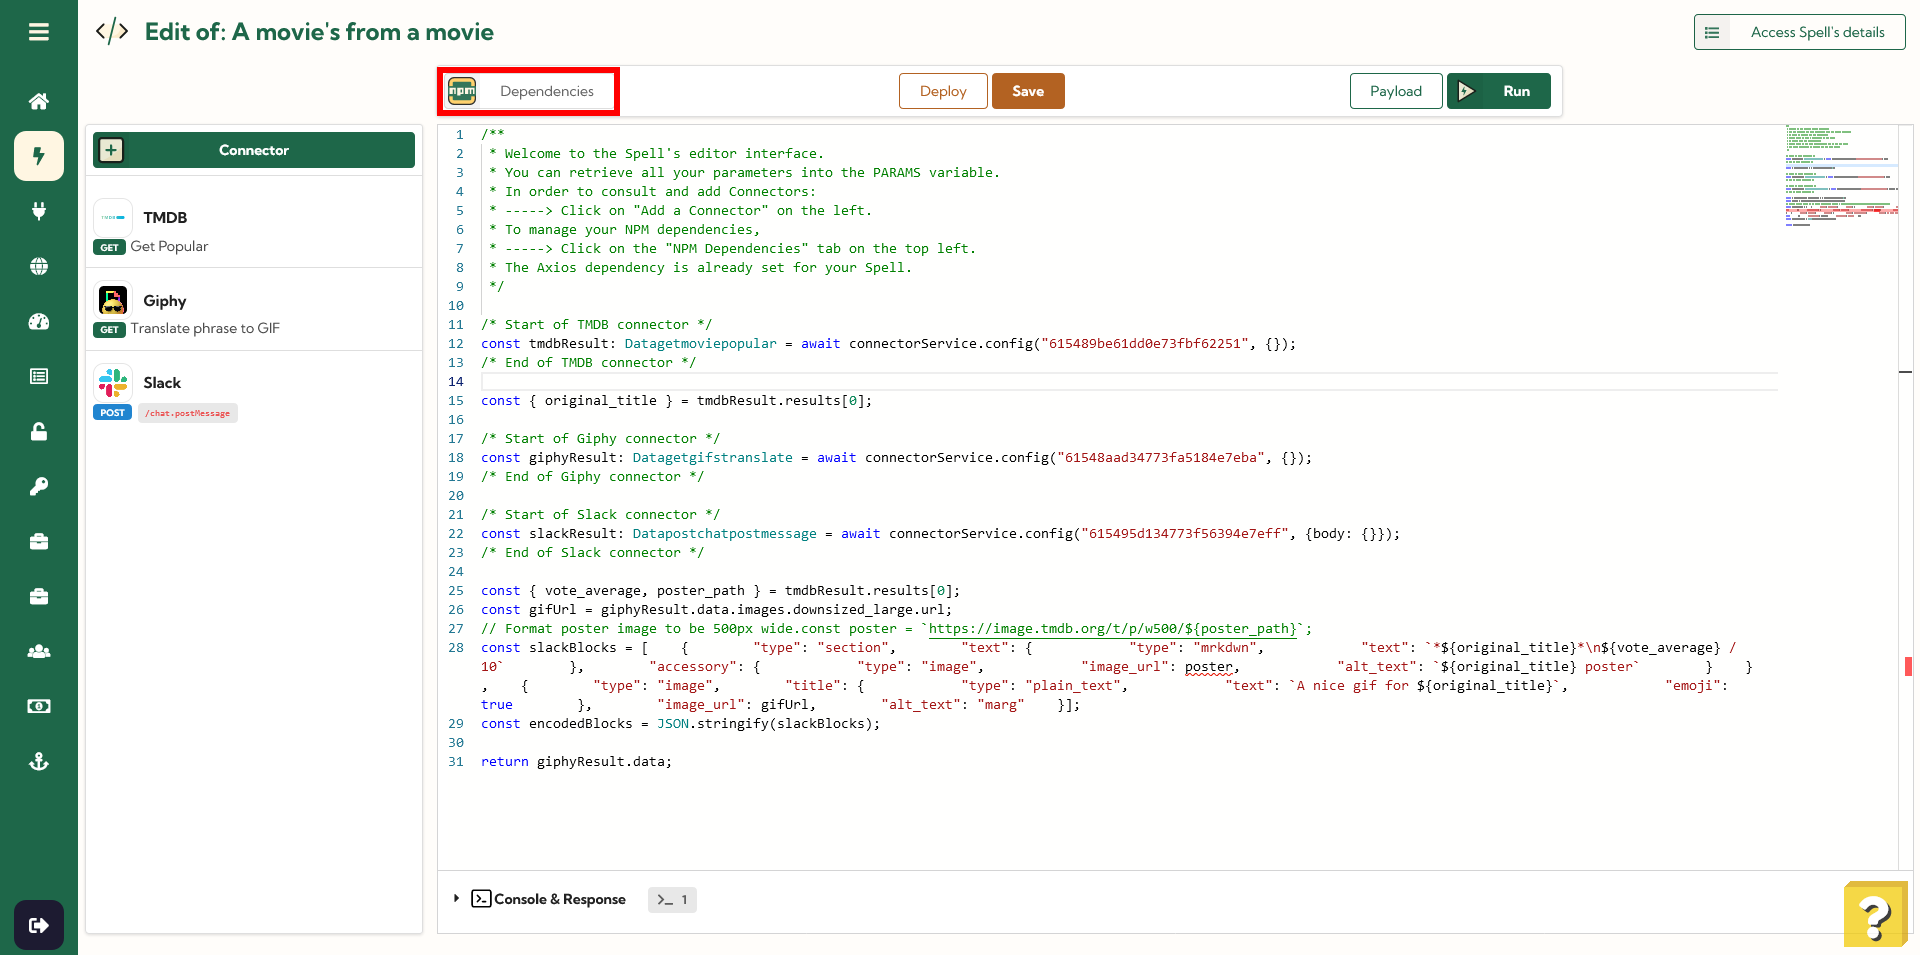 </> Edit of: A movie's from a movie
Access Spell's details
npm Dependencies
Deploy
Save
Payload
Run
+ Connector
TMDB
GET Get Popular
Giphy
GET Translate phrase to GIF
Slack
POST /chat.postMessage
1 /**
2  * Welcome to the Spell's editor interface.
3  * You can retrieve all your parameters into the PARAMS variable.
4  * In order to consult and add Connectors:
5  * -----> Click on "Add a Connector" on the left.
6  * To manage your NPM dependencies,
7  * -----> Click on the "NPM Dependencies" tab on the top left.
8  * The Axios dependency is already set for your Spell.
9  */
10
11 /* Start of TMDB connector */
12 const tmdbResult: Datagetmoviepopular = await connectorService.config("615489be61dd0e73fbf62251", {});
13 /* End of TMDB connector */
14
15 const { original_title } = tmdbResult.results[0];
16
17 /* Start of Giphy connector */
18 const giphyResult: Datagetgifstranslate = await connectorService.config("61548aad34773fa5184e7eba", {});
19 /* End of Giphy connector */
20
21 /* Start of Slack connector */
22 const slackResult: Datapostchatpostmessage = await connectorService.config("615495d134773f56394e7eff", {body: {}});
23 /* End of Slack connector */
24
25 const { vote_average, poster_path } = tmdbResult.results[0];
26 const gifUrl = giphyResult.data.images.downsized_large.url;
27 // Format poster image to be 500px wide.const poster = `https://image.tmdb.org/t/p/w500/${poster_path}`;
28 const slackBlocks = [    {        "type": "section",        "text": {            "type": "mrkdwn",            "text": `*${original_title}*\n${vote_average} /
10`        },        "accessory": {            "type": "image",            "image_url": poster,            "alt_text": `${original_title} poster`        }    }
,    {        "type": "image",        "title": {            "type": "plain_text",            "text": `A nice gif for ${original_title}`,            "emoji":
true        },        "image_url": gifUrl,        "alt_text": "marg"    }];
29 const encodedBlocks = JSON.stringify(slackBlocks);
30
31 return giphyResult.data;
Console & Response
>_ 1
?